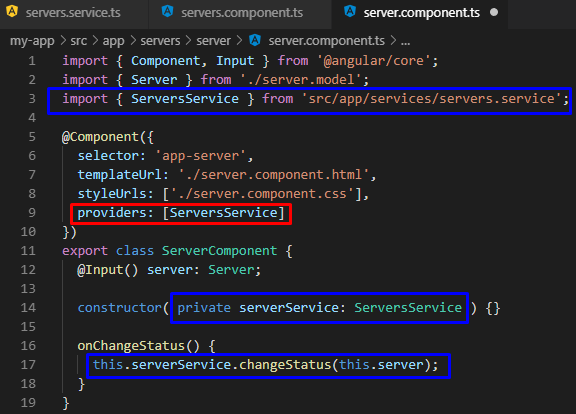 servers.service.ts servers.component.ts server.component.ts
my-app > src > app > servers > server > server.component.ts > ...
1 import { Component, Input } from '@angular/core';
2 import { Server } from './server.model';
3 import { ServersService } from 'src/app/services/servers.service';
4
5 @Component({
6 selector: 'app-server',
7 templateUrl: './server.component.html',
8 styleUrls: ['./server.component.css'],
9 providers: [ServersService]
10 })
11 export class ServerComponent {
12 @Input() server: Server;
13
14 constructor( private serverService: ServersService ) {}
15
16 onChangeStatus() {
17 this.serverService.changeStatus(this.server);
18 }
19 }